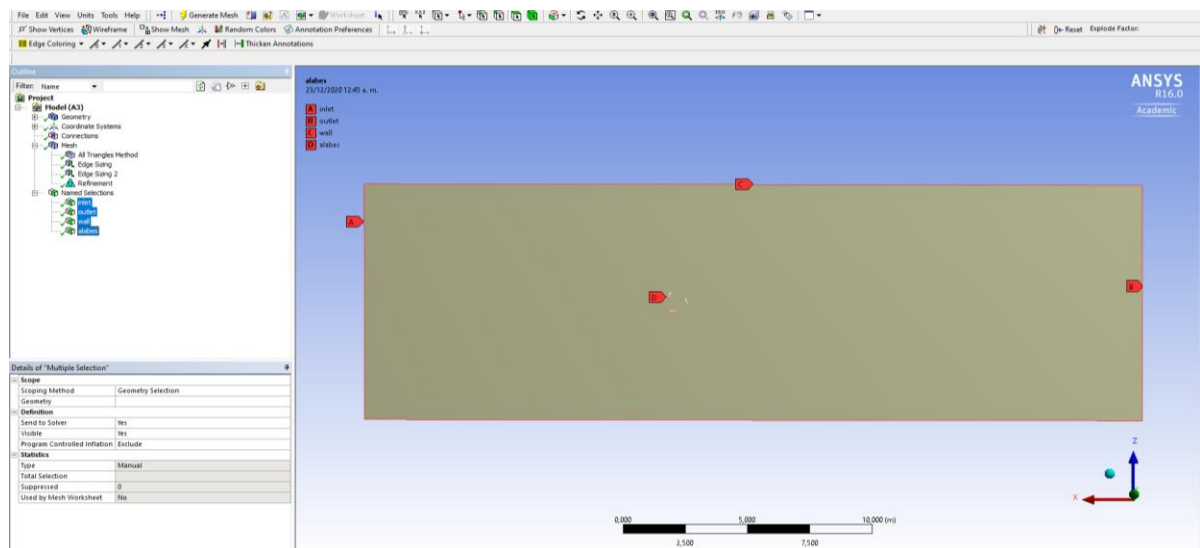 File Edit View Units Tools Help Generate Mesh Worksheet
Show Vertices Wireframe Show Mesh Random Colors Annotation Preferences Reset Explode Factor:
Edge Coloring Thicken Annotations
Outline
Filter: Name
Project
Model (A3)
Geometry
Coordinate Systems
Connections
Mesh
All Triangles Method
Edge Sizing
Edge Sizing 2
Refinement
Named Selections
inlet
outlet
wall
alabes
Details of "Multiple Selection"
Scope
Scoping Method Geometry Selection
Geometry
Definition
Send to Solver Yes
Visible Yes
Program Controlled Inflation Exclude
Statistics
Type Manual
Total Selection
Suppressed 0
Used by Mesh Worksheet No
alabes
23/12/2020 12:45 a. m.
A inlet
B outlet
C wall
D alabes
ANSYS
R16.0
Academic
C
A
B
D
Z
X
0,000 5,000 10,000 (m)
2,500 7,500